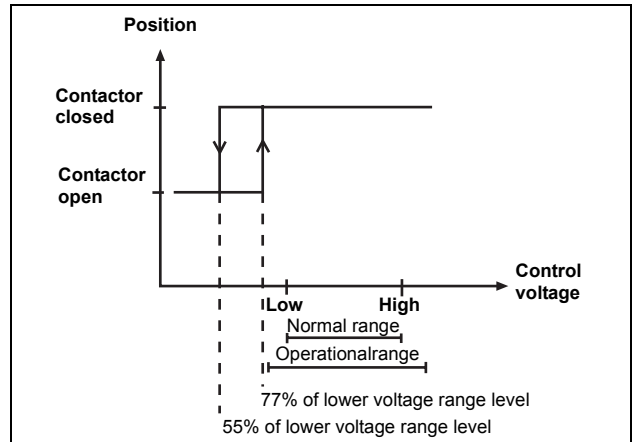 Position
Contactor
closed
Contactor
open
Control
voltage
Low
High
Normal range
Operationalrange
77% of lower voltage range level
55% of lower voltage range level